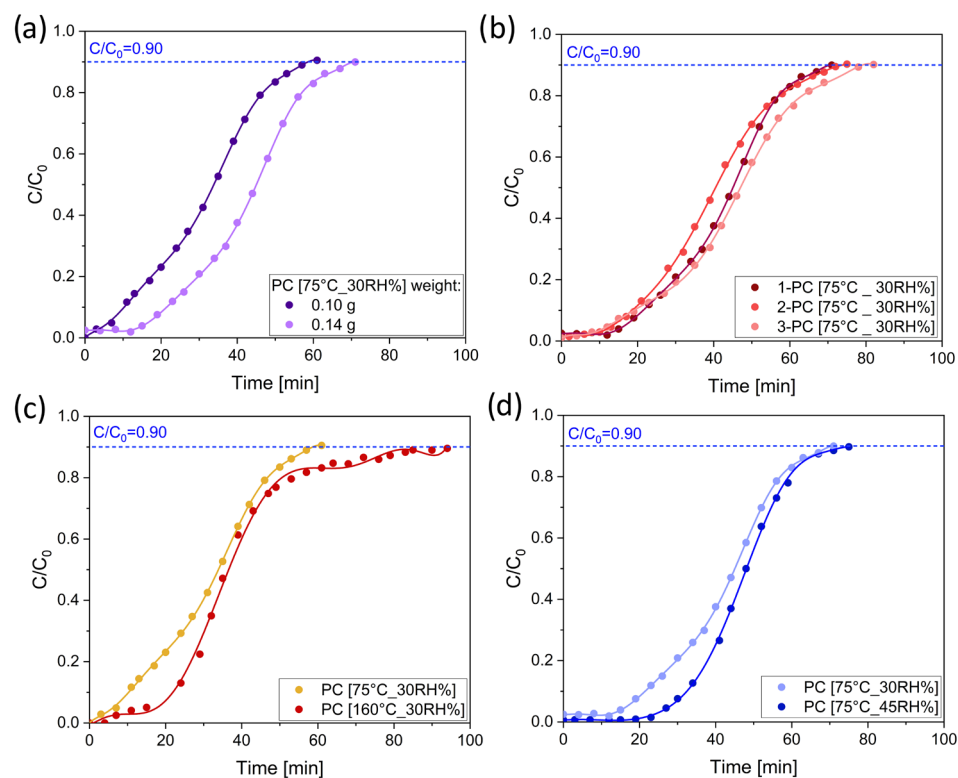 (a)
C/C0=0.90
1.0
0.8
0.6
0.4
0.2
0.0
C/C0
PC [75°C_30RH%] weight:
0.10 g
0.14 g
0 20 40 60 80 100
Time [min]
(b)
C/C0=0.90
1.0
0.8
0.6
0.4
0.2
0.0
C/C0
1-PC [75°C _ 30RH%]
2-PC [75°C _ 30RH%]
3-PC [75°C _ 30RH%]
0 20 40 60 80 100
Time [min]
(c)
C/C0=0.90
1.0
0.8
0.6
0.4
0.2
0.0
C/C0
PC [75°C_30RH%]
PC [160°C_30RH%]
0 20 40 60 80 100
Time [min]
(d)
C/C0=0.90
1.0
0.8
0.6
0.4
0.2
0.0
C/C0
PC [75°C_30RH%]
PC [75°C_45RH%]
0 20 40 60 80 100
Time [min]